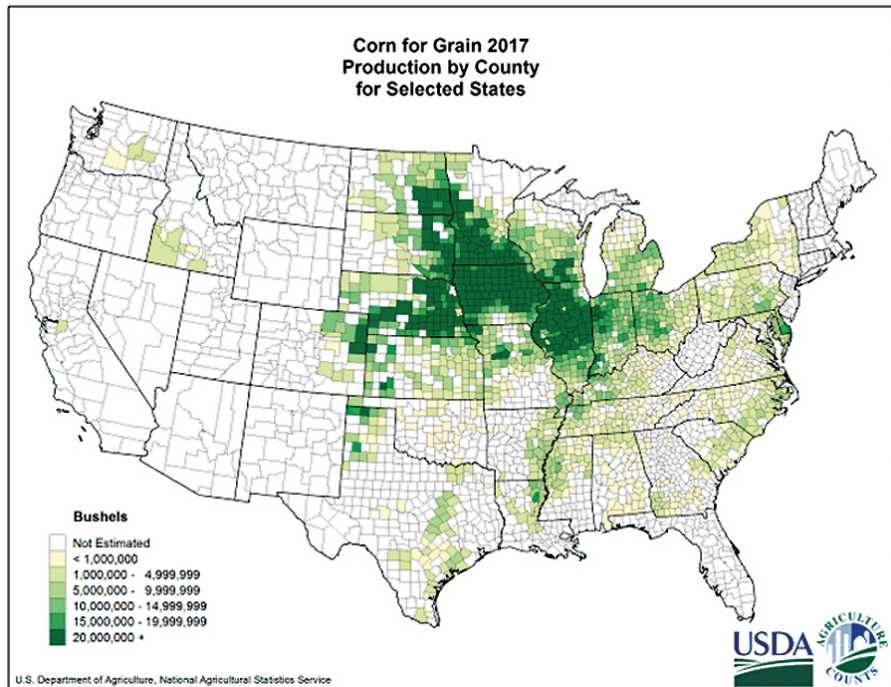 Corn for Grain 2017
Production by County
for Selected States
Bushels
Not Estimated
< 1,000,000
1,000,000 - 4,999,999
5,000,000 - 9,999,999
10,000,000 - 14,999,999
15,000,000 - 19,999,999
20,000,000 +
U.S. Department of Agriculture, National Agricultural Statistics Service
USDA
AGRICULTURE
COUNTS